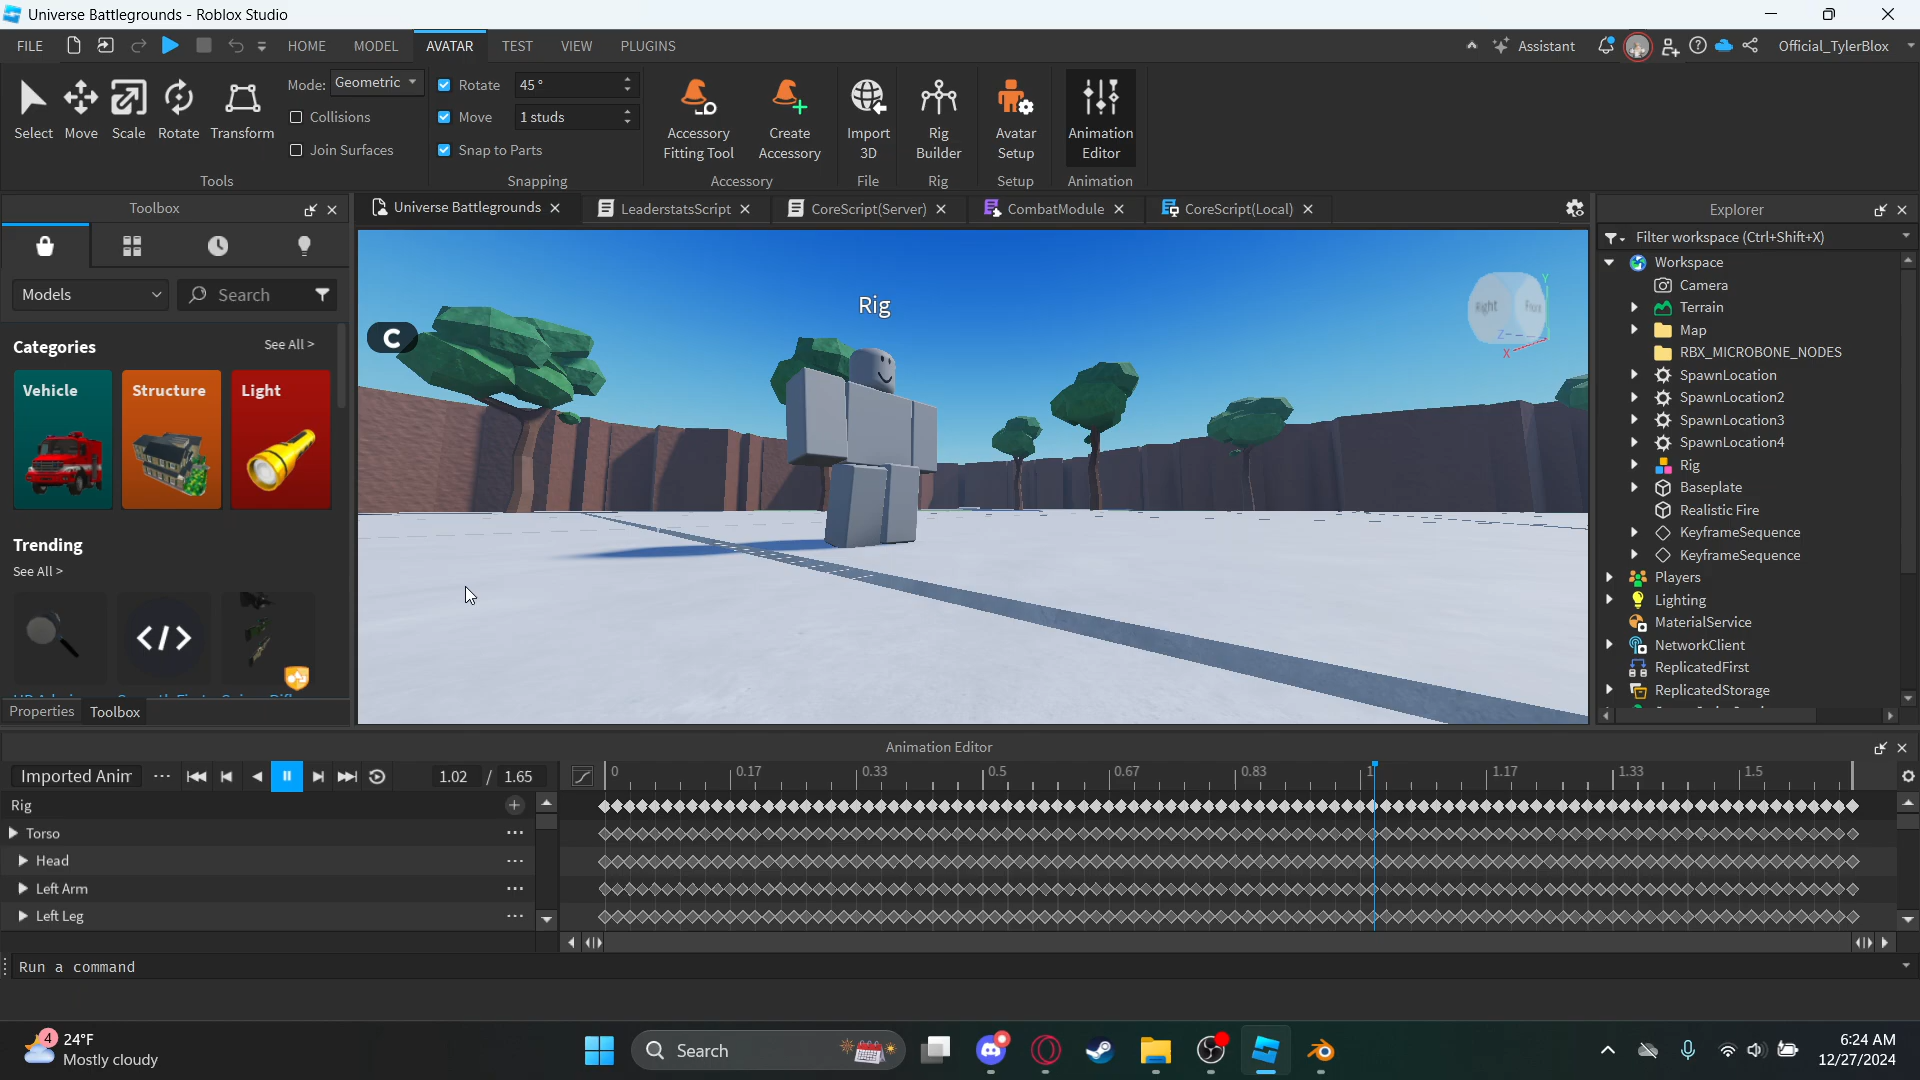 Universe Battlegrounds - Roblox Studio
FILE
HOME
MODEL
AVATAR
TEST
VIEW
PLUGINS
Assistant
Official_TylerBlox
Select
Move
Scale
Rotate
Transform
Mode:
Geometric
Collisions
Join Surfaces
Tools
Rotate
45 °
Move
1 studs
Snap to Parts
Snapping
Accessory
Fitting Tool
Create
Accessory
Accessory
Import
3D
File
Rig
Builder
Rig
Avatar
Setup
Setup
Animation
Editor
Animation
Toolbox
Universe Battlegrounds
LeaderstatsScript
CoreScript(Server)
CombatModule
CoreScript(Local)
Models
Search
Categories
See All >
Vehicle
Structure
Light
Trending
See All >
Properties
Toolbox
C
Rig
Right
Y
Z
X
Explorer
Filter workspace (Ctrl+Shift+X)
Workspace
Camera
Terrain
Map
RBX_MICROBONE_NODES
SpawnLocation
SpawnLocation2
SpawnLocation3
SpawnLocation4
Rig
Baseplate
Realistic Fire
KeyframeSequence
KeyframeSequence
Players
Lighting
MaterialService
NetworkClient
ReplicatedFirst
ReplicatedStorage
Animation Editor
Imported Anim
1.02 / 1.65
0
0.17
0.33
0.5
0.67
0.83
1
1.17
1.33
1.5
Rig
Torso
Head
Left Arm
Left Leg
Run a command
4
24°F
Mostly cloudy
Search
6:24 AM
12/27/2024